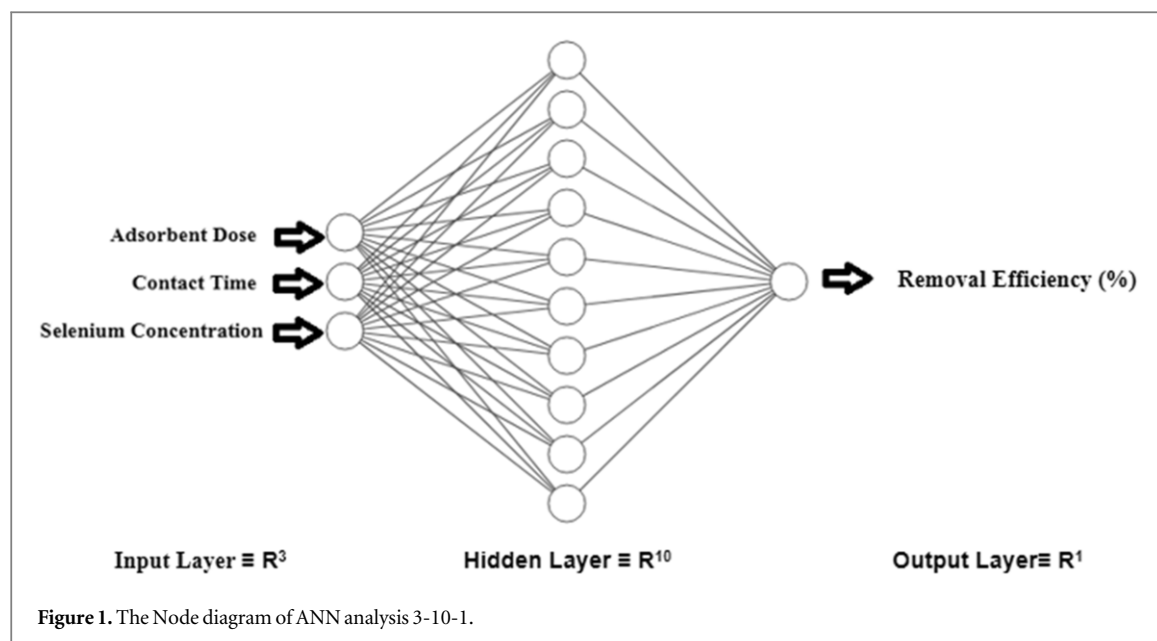 Adsorbent Dose
Contact Time
Selenium Concentration
Removal Efficiency (%)
Input Layer ≡ R³
Hidden Layer ≡ R¹⁰
Output Layer≡ R¹
Figure 1. The Node diagram of ANN analysis 3-10-1.